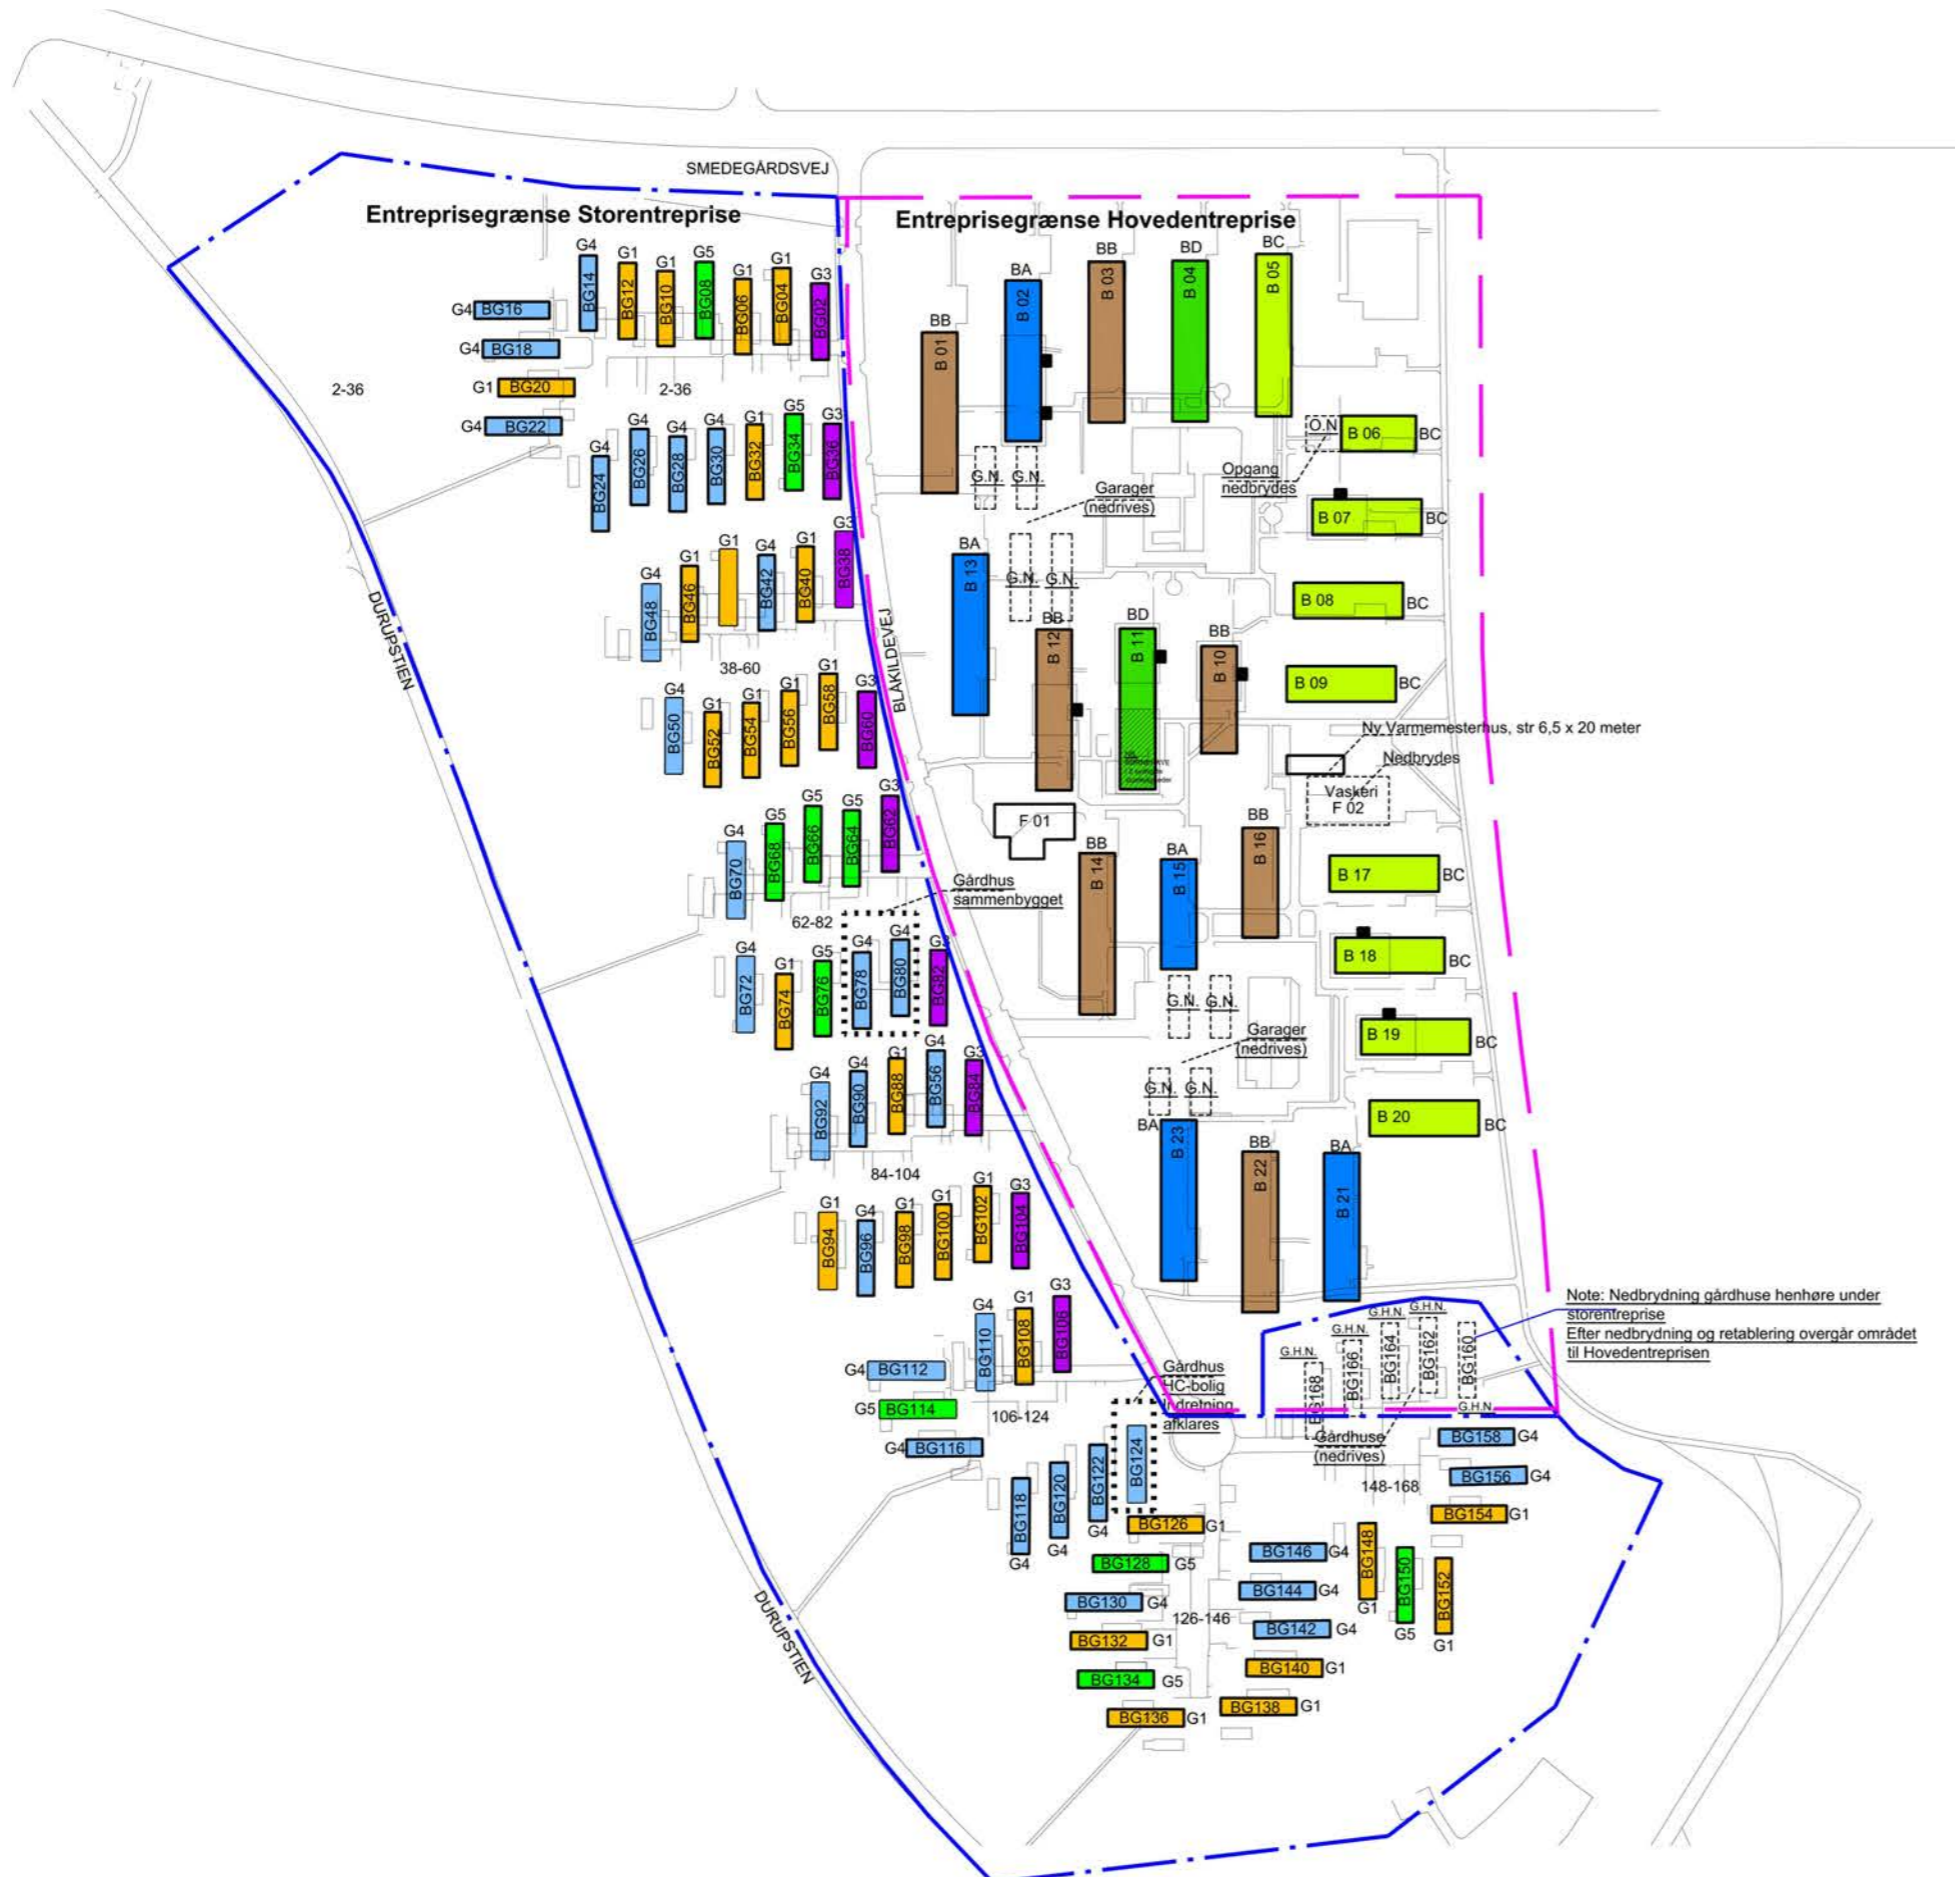 SMEDEGÅRDSVEJ
Entreprisegrænse Storentreprise
Entreprisegrænse Hovedentreprise
G4
G1
G1
G5
G1
G1
G3
BG14
BG12
BG10
BG08
BG06
BG04
BG02
G4 BG16
G4 BG18
G1 BG20
G4 BG22
2-36
2-36
G4
G4
G4
G4
G1
G5
G3
BG24
BG26
BG28
BG30
BG32
BG34
BG36
G4
G1
G1
G4
G1
G3
BG48
BG46
BG42
BG40
BG38
38-60
G4
G1
G1
G1
G1
G3
BG50
BG52
BG54
BG56
BG58
BG60
G4
G5
G5
G5
G3
BG70
BG68
BG66
BG64
BG62
62-82
Gårdhus
sammenbygget
G4
G1
G5
G4
G4
G3
BG72
BG74
BG76
BG78
BG80
BG82
G4
G4
G1
G4
G3
BG92
BG90
BG88
BG56
BG84
84-104
G1
G4
G1
G1
G1
G3
BG94
BG96
BG98
BG100
BG102
BG104
G4
G1
G3
BG110
BG108
BG106
G4 BG112
G5 BG114
G4 BG116
106-124
Gårdhus
HC-bolig
Indretning
afklares
BG118
BG120
BG122
BG124
G4
G4
G4
BG126 G1
BG128 G5
BG130 G4
BG132 G1
BG134 G5
BG136 G1
126-146
BG146 G4
BG144 G4
BG142 G4
BG140 G1
BG138 G1
BG148
BG150
BG152
G1
G5
G1
BG158 G4
BG156 G4
BG154 G1
148-168
G.H.N.
G.H.N.
G.H.N.
G.H.N.
G.H.N
BG168
BG166
BG164
BG162
BG160
Gårdhuse
(nedrives)
Note: Nedbrydning gårdhuse henhøre under
storentreprise
Efter nedbrydning og retablering overgår området
til Hovedentreprisen
DURUPSTIEN
DURUPSTIEN
BLÅKILDEVEJ
BB
B 01
BA
B 02
BB
B 03
BD
B 04
BC
B 05
O.N
B 06 BC
Opgang
nedbrydes
B 07 BC
B 08 BC
B 09 BC
G.N.
G.N.
Garager
(nedrives)
G.N.
G.N.
BA
B 13
BB
B 12
BD
B 11
BB
B 10
Ny Varmemesterhus, str 6,5 x 20 meter
Nedbrydes
Vaskeri
F 02
F 01
BB
B 14
BA
B 15
BB
B 16
B 17 BC
B 18 BC
B 19 BC
B 20 BC
G.N.
G.N.
Garager
(nedrives)
G.N.
G.N.
BA
B 23
BB
B 22
BA
B 21